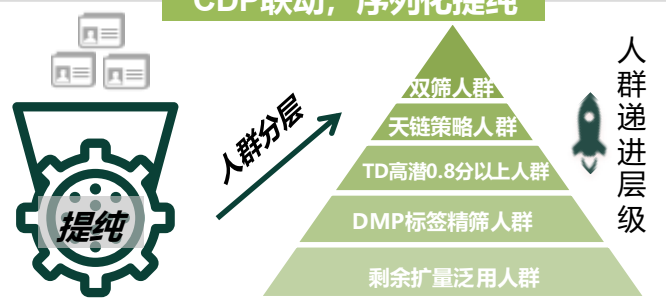 CDP联动，序列化提纯
双筛人群
天链策略人群
TD高潜0.8分以上人群
DMP标签精筛人群
剩余扩量泛用人群
人群分层
提纯
人群递进层级